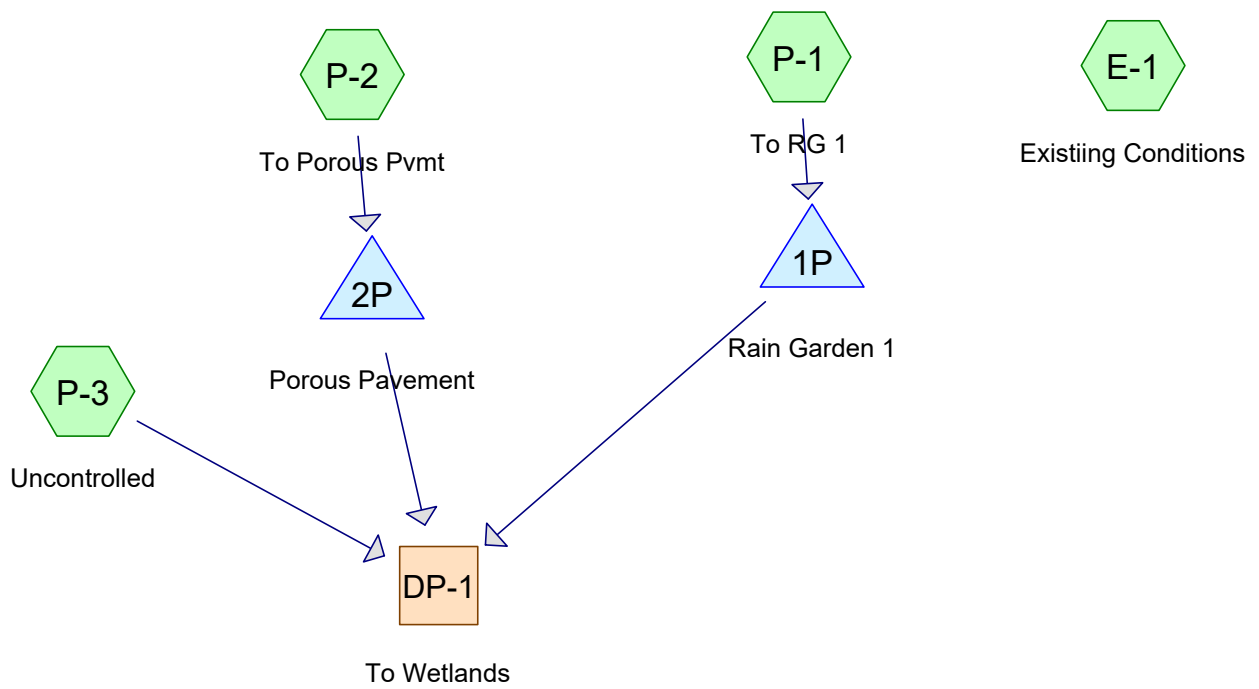 P-2
To Porous Pvmt
P-1
To RG 1
E-1
Existiing Conditions
2P
Porous Pavement
1P
Rain Garden 1
P-3
Uncontrolled
DP-1
To Wetlands